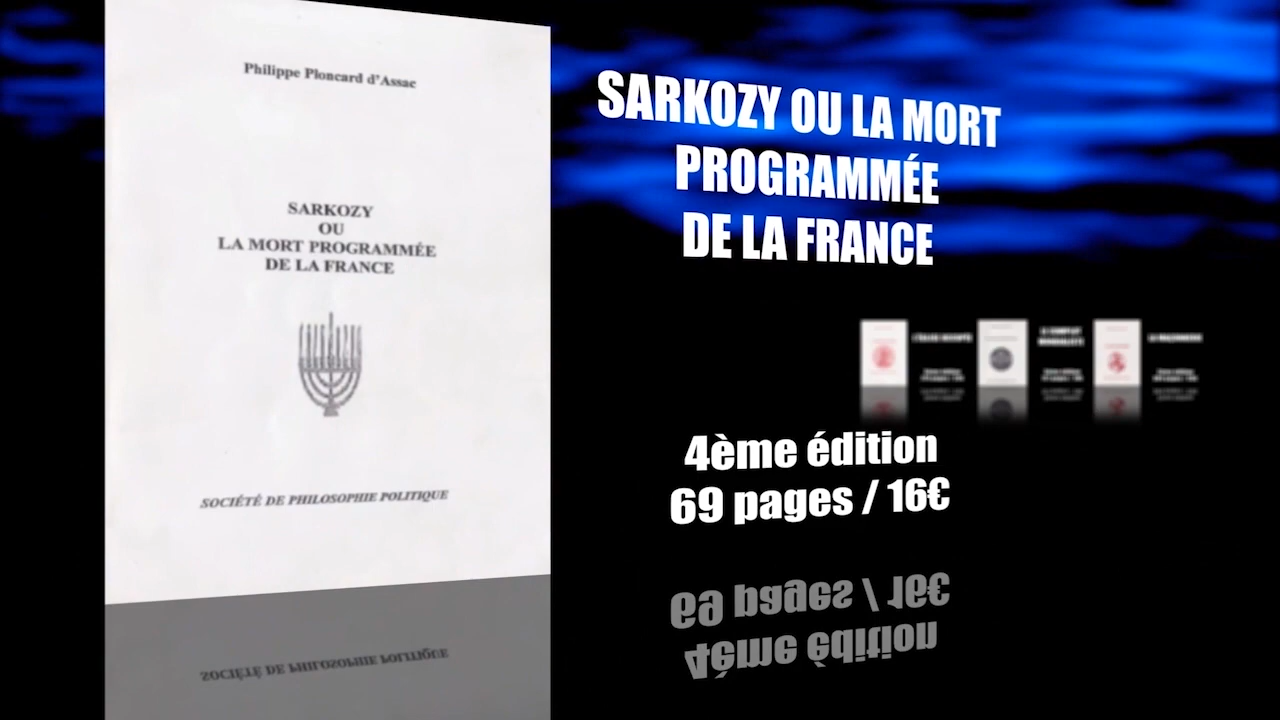 Philippe Ploncard d'Assac
SARKOZY
OU
LA MORT PROGRAMMÉE
DE LA FRANCE
SOCIÉTÉ DE PHILOSOPHIE POLITIQUE
SARKOZY OU LA MORT
PROGRAMMÉE
DE LA FRANCE
4ème édition
69 pages / 16€